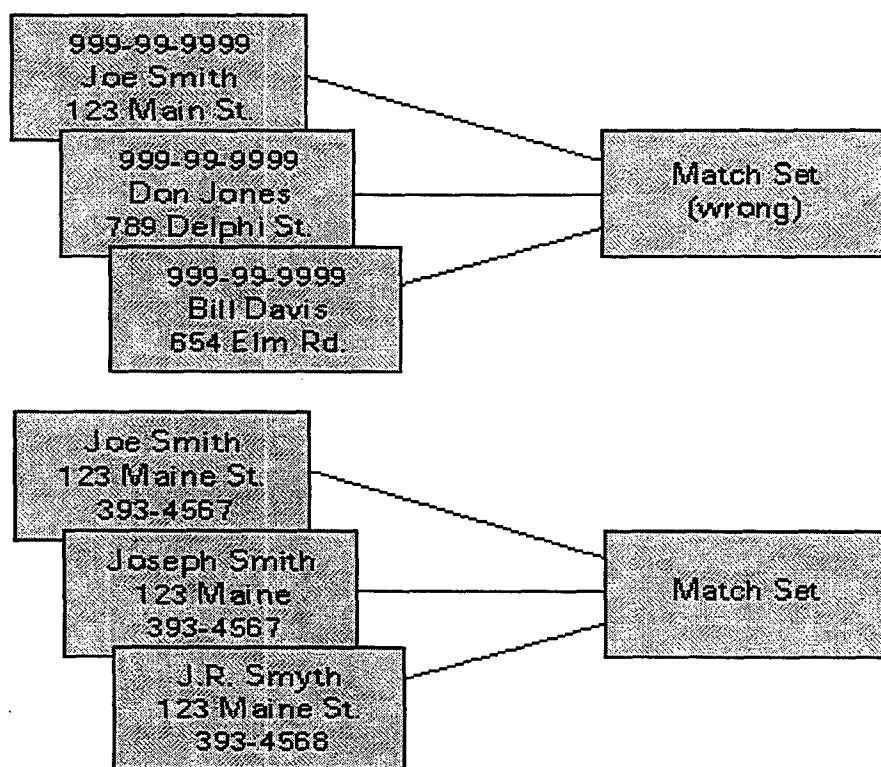 999-99-9999
Joe Smith
123 Main St.
999-99-9999
Don Jones
789 Delphi St.
999-99-9999
Bill Davis
654 Elm Rd.
Match Set
(wrong)
Joe Smith
123 Maine St.
393-4567
Joseph Smith
123 Maine
393-4567
J.R. Smyth
123 Maine St.
393-4568
Match Set